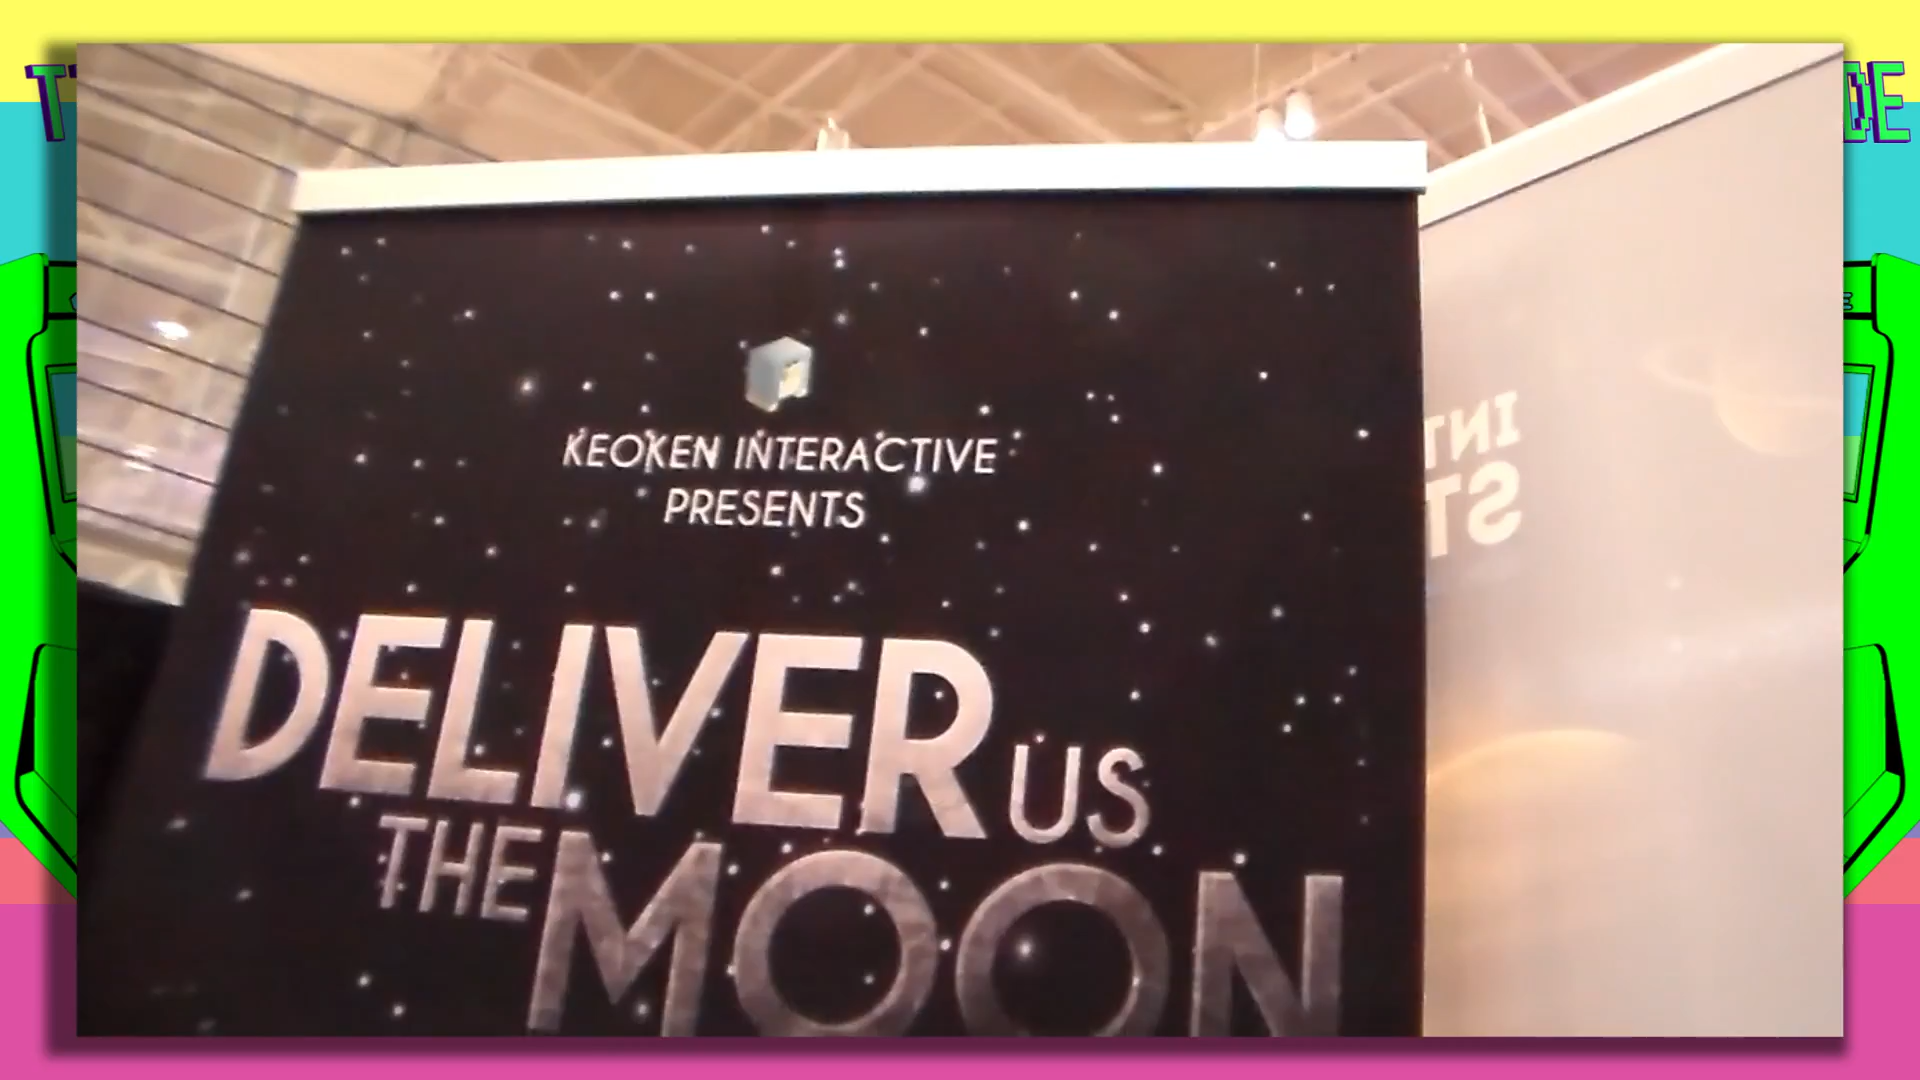 KEOKEN INTERACTIVE
PRESENTS
DELIVER US
THE MOON